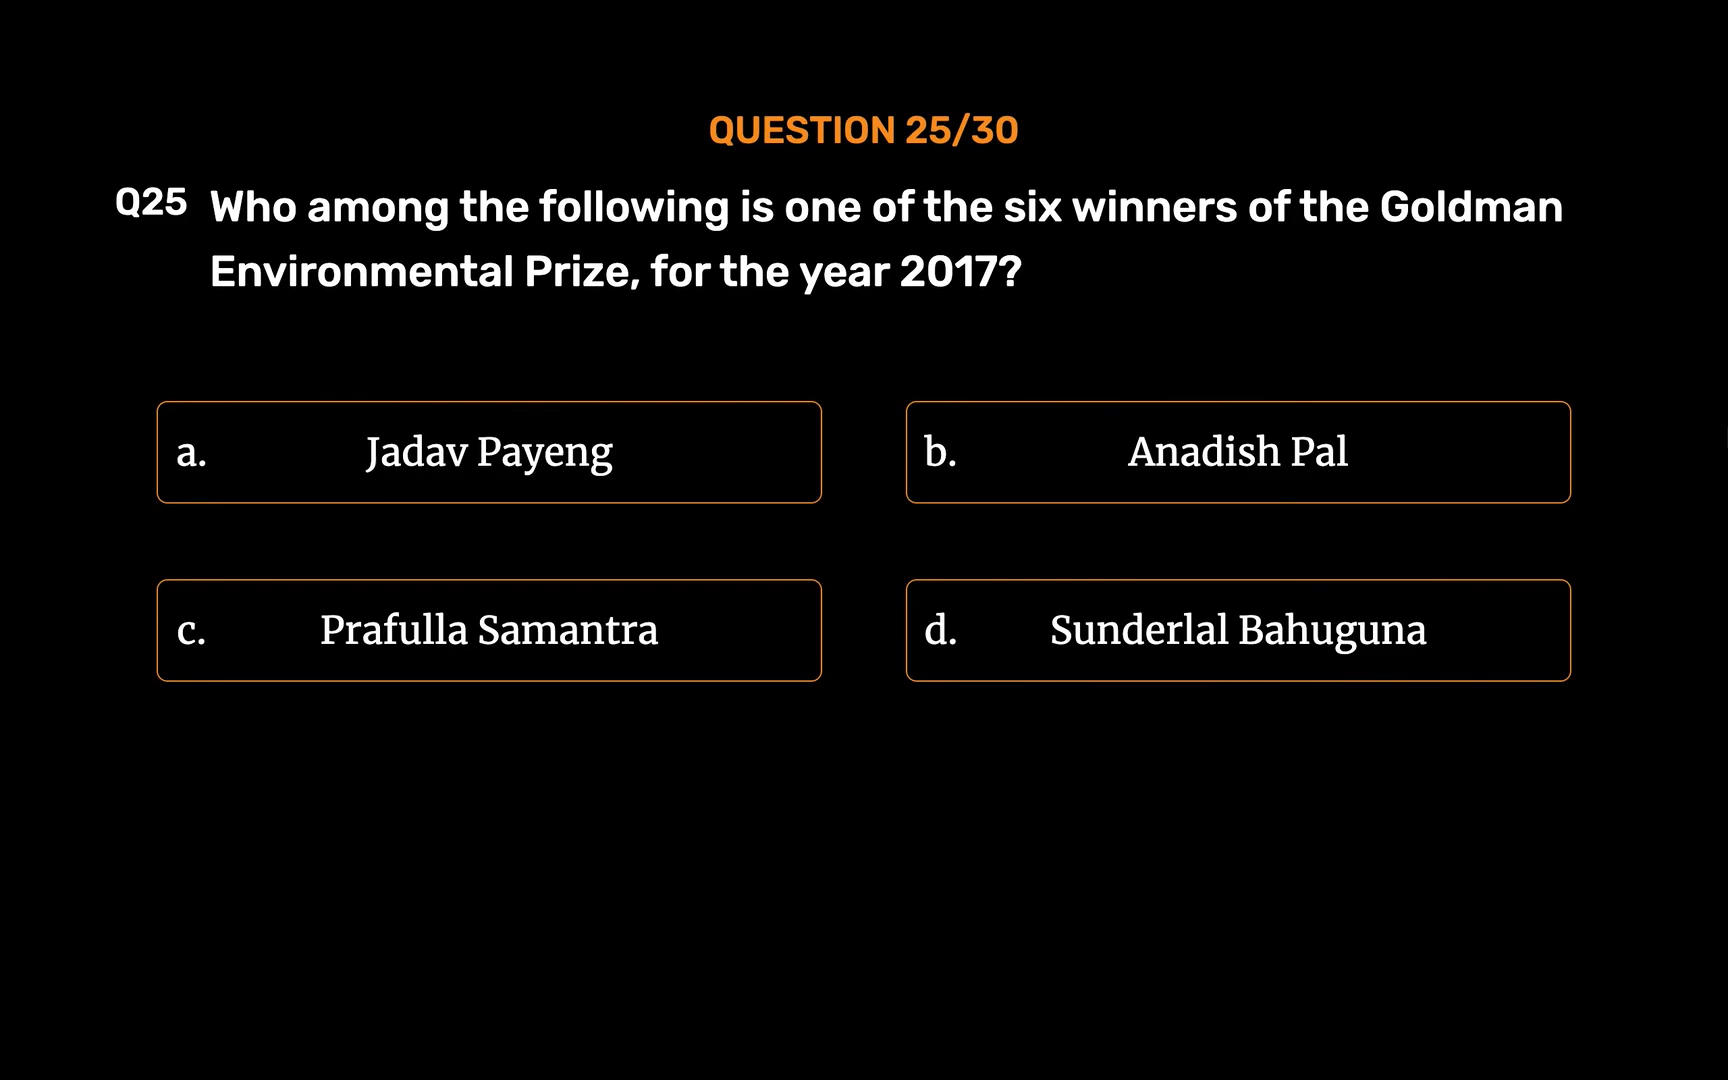 QUESTION 25/30
Q25 Who among the following is one of the six winners of the Goldman
Environmental Prize, for the year 2017?
a. Jadav Payeng
b. Anadish Pal
c. Prafulla Samantra
d. Sunderlal Bahuguna